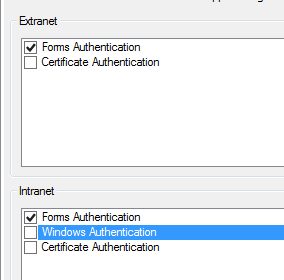 Extranet
Forms Authentication
Certificate Authentication
Intranet
Forms Authentication
Windows Authentication
Certificate Authentication